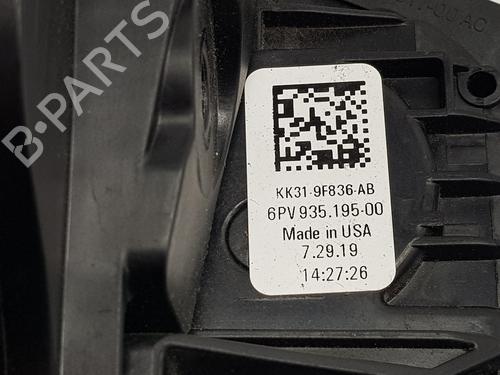 B-PARTS
KK31-9F836-AB
6PV 935.195-00
Made in USA
7.29.19
14:27:26